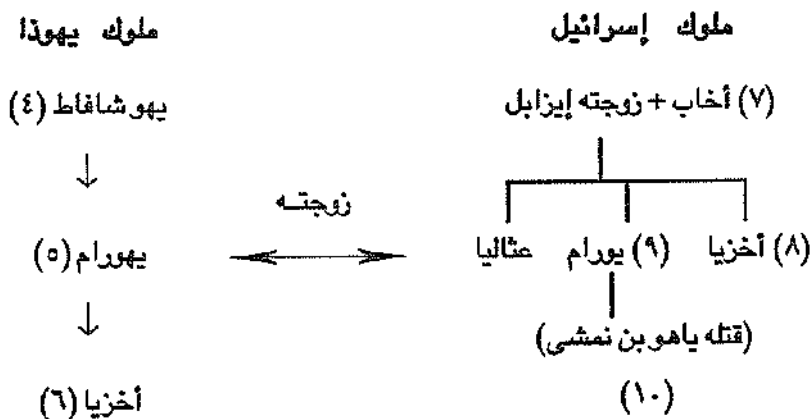 ملوك إسرائيل
ملوك يهوذا
(٧) أخاب + زوجته إيزابل
يهوشافاط (٤)
زوجتـه
(٨) أخزيا
(٩) يورام
عثاليا
يهورام (٥)
(قتله ياهو بن نمشى)
(١٠)
أخزيا (٦)